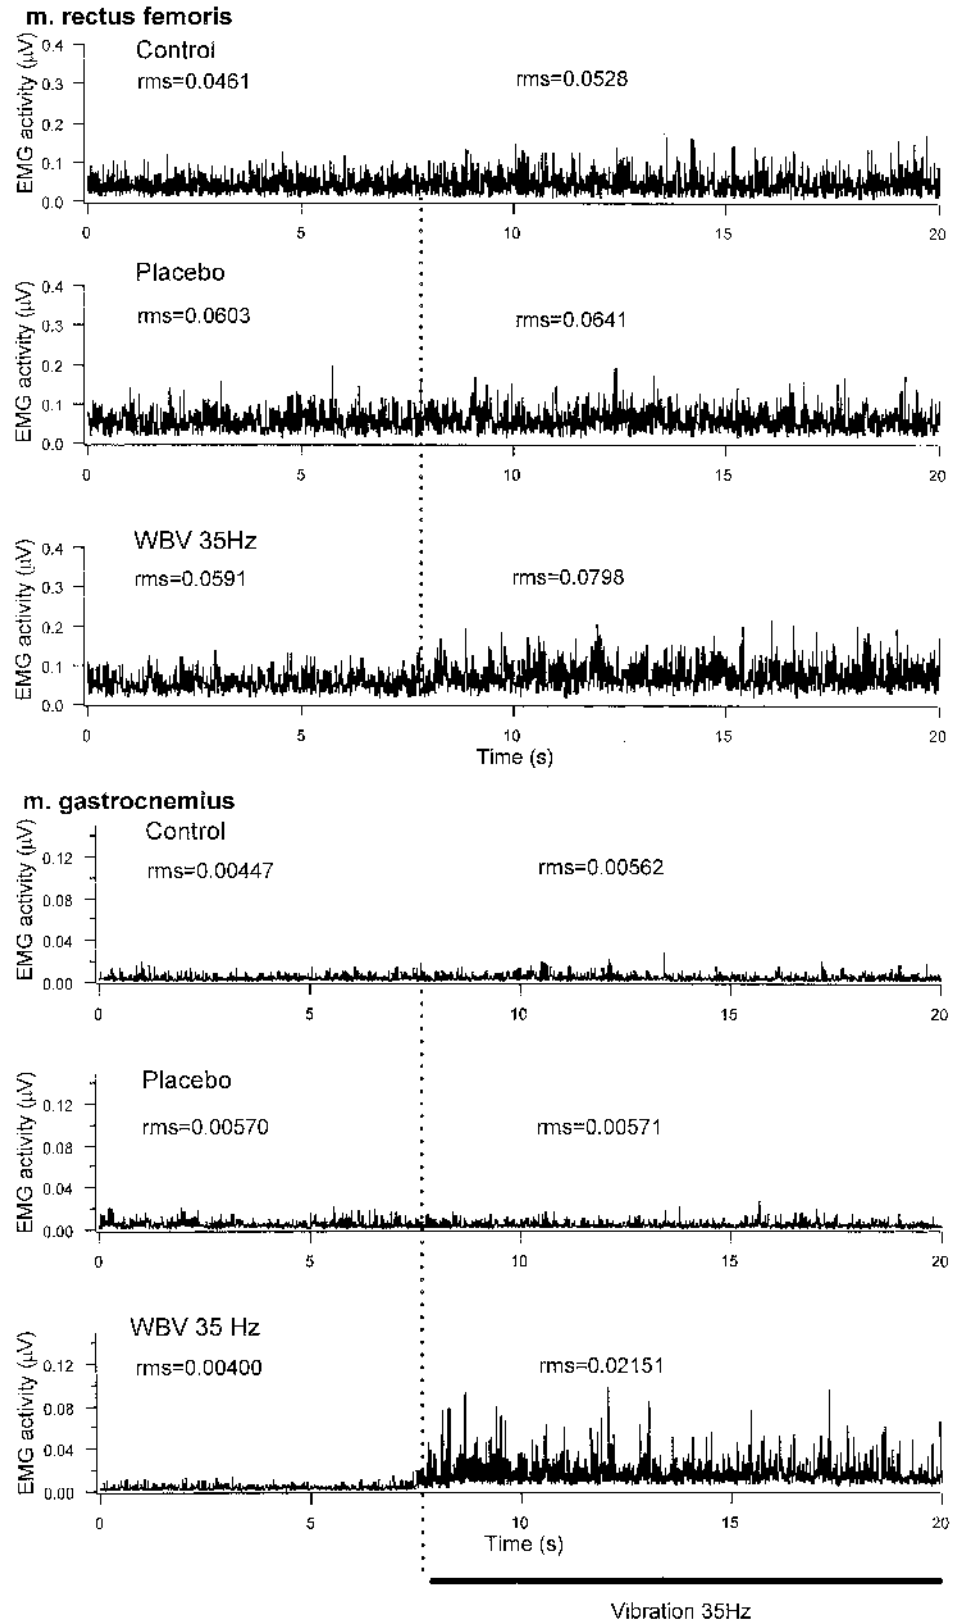 m. rectus femoris
Control
rms=0.0461 rms=0.0528
EMG activity (µV)
0.4
0.3
0.2
0.1
0.0
0 5 10 15 20
Placebo
rms=0.0603 rms=0.0641
EMG activity (µV)
0.4
0.3
0.2
0.1
0.0
0 5 10 15 20
WBV 35Hz
rms=0.0591 rms=0.0798
EMG activity (µV)
0.4
0.3
0.2
0.1
0.0
0 5 10 15 20
Time (s)
m. gastrocnemius
Control
rms=0.00447 rms=0.00562
EMG activity (µV)
0.12
0.08
0.04
0.00
0 5 10 15 20
Placebo
rms=0.00570 rms=0.00571
EMG activity (µV)
0.12
0.08
0.04
0.00
0 5 10 15 20
WBV 35 Hz
rms=0.00400 rms=0.02151
EMG activity (µV)
0.12
0.08
0.04
0.00
0 5 10 15 20
Time (s)
Vibration 35Hz